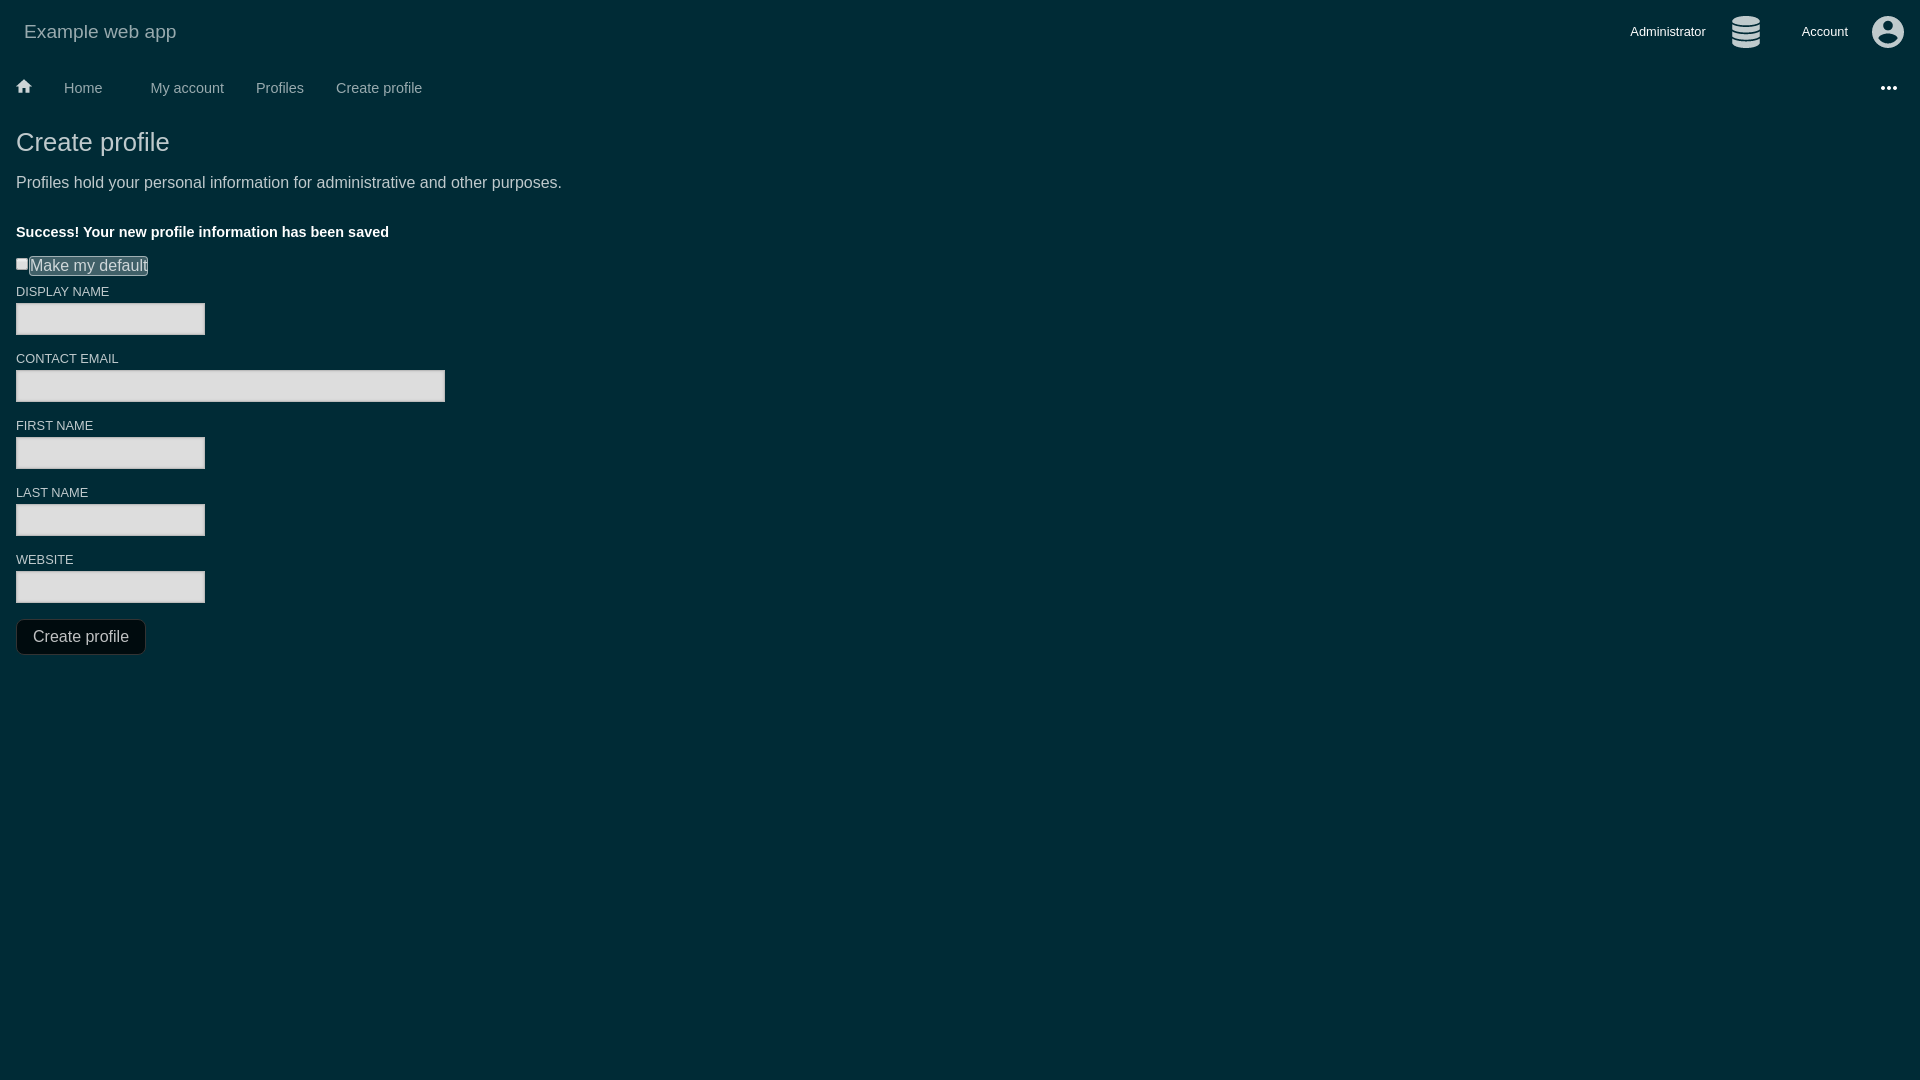 Example web app
Administrator
Account
Home
My account
Profiles
Create profile
Create profile
Profiles hold your personal information for administrative and other purposes.
Success! Your new profile information has been saved
Make my default
DISPLAY NAME
CONTACT EMAIL
FIRST NAME
LAST NAME
WEBSITE
Create profile